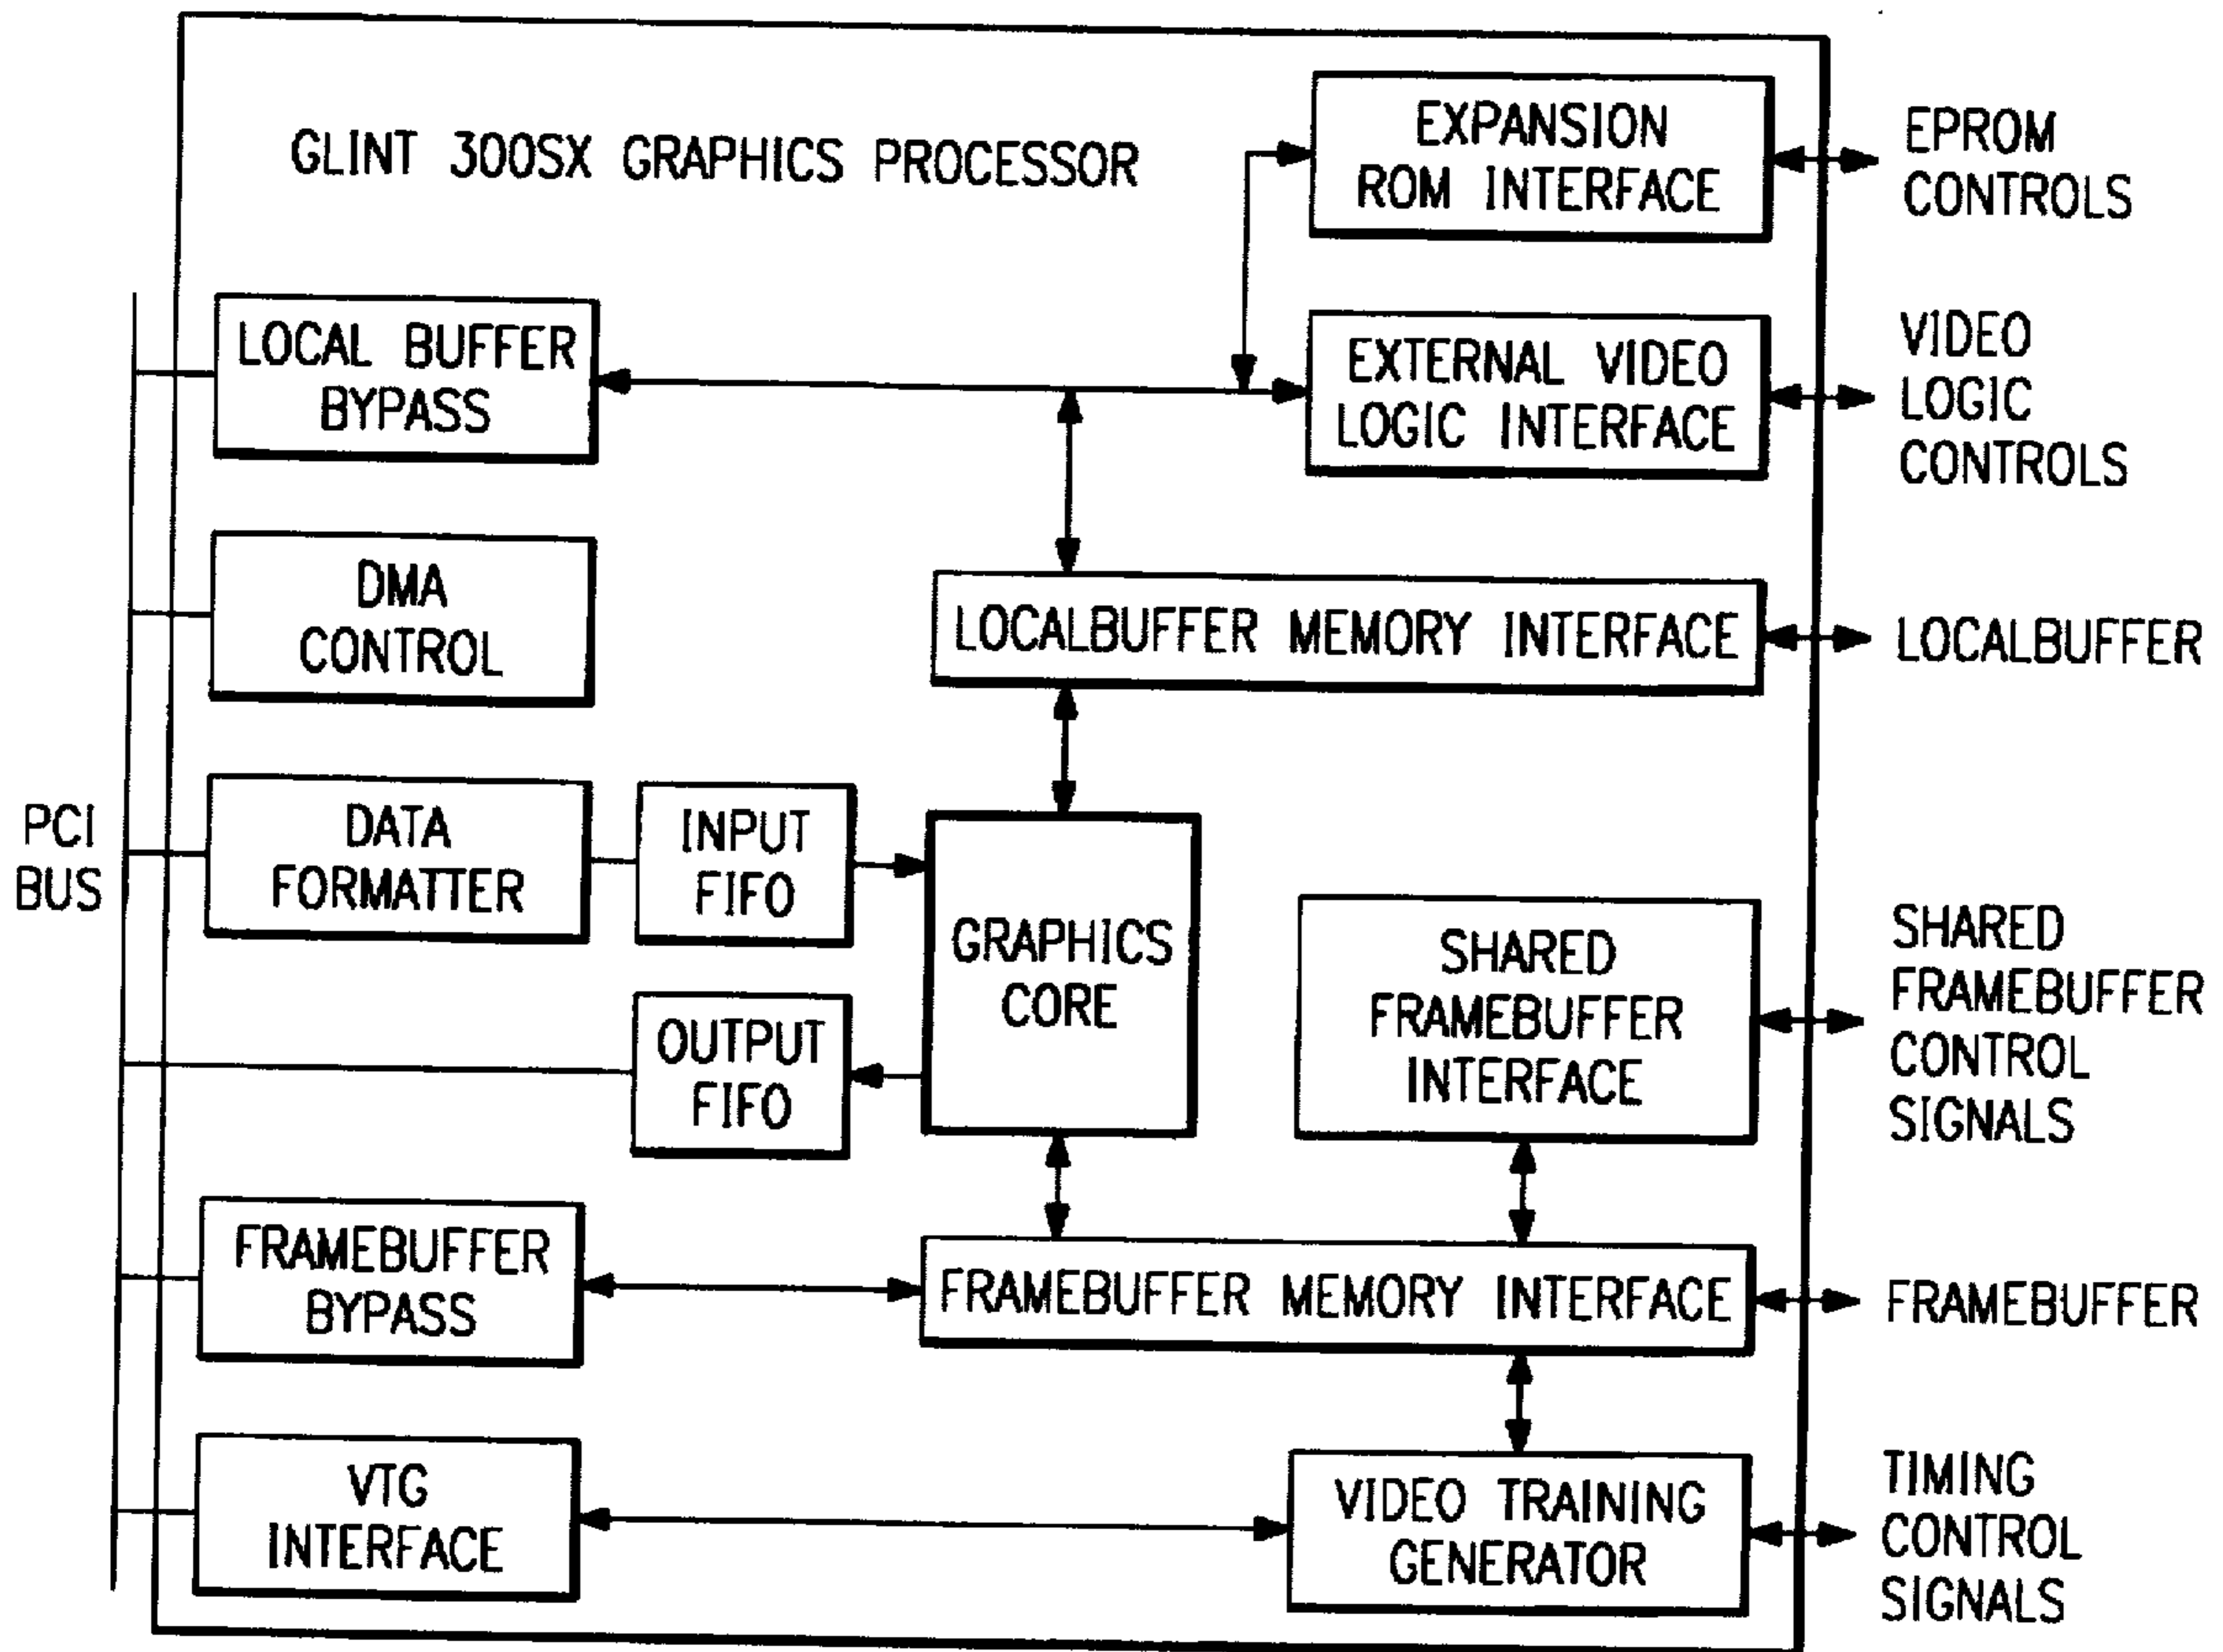 GLINT 300SX GRAPHICS PROCESSOR
EXPANSION
ROM INTERFACE
EPROM
CONTROLS
LOCAL BUFFER
BYPASS
EXTERNAL VIDEO
LOGIC INTERFACE
VIDEO
LOGIC
CONTROLS
DMA
CONTROL
LOCALBUFFER MEMORY INTERFACE
LOCALBUFFER
PCI
BUS
DATA
FORMATTER
INPUT
FIFO
GRAPHICS
CORE
OUTPUT
FIFO
SHARED
FRAMEBUFFER
INTERFACE
SHARED
FRAMEBUFFER
CONTROL
SIGNALS
FRAMEBUFFER
BYPASS
FRAMEBUFFER MEMORY INTERFACE
FRAMEBUFFER
VTG
INTERFACE
VIDEO TRAINING
GENERATOR
TIMING
CONTROL
SIGNALS